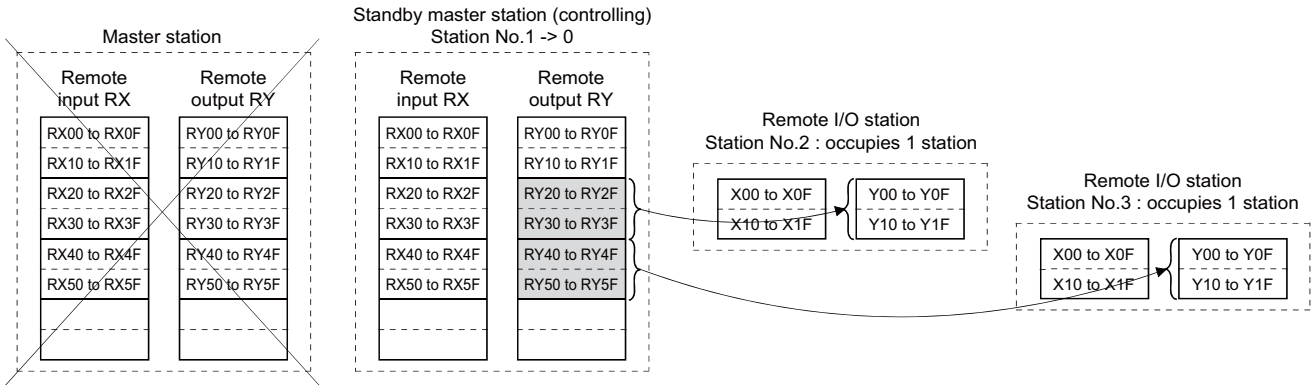 Master station
Remote
input RX
Remote
output RY
RX00 to RX0F
RY00 to RY0F
RX10 to RX1F
RY10 to RY1F
RX20 to RX2F
RY20 to RY2F
RX30 to RX3F
RY30 to RY3F
RX40 to RX4F
RY40 to RY4F
RX50 to RX5F
RY50 to RY5F
Standby master station (controlling)
Station No.1 -> 0
Remote
input RX
Remote
output RY
RX00 to RX0F
RY00 to RY0F
RX10 to RX1F
RY10 to RY1F
RX20 to RX2F
RY20 to RY2F
RX30 to RX3F
RY30 to RY3F
RX40 to RX4F
RY40 to RY4F
RX50 to RX5F
RY50 to RY5F
Remote I/O station
Station No.2 : occupies 1 station
X00 to X0F
Y00 to Y0F
X10 to X1F
Y10 to Y1F
Remote I/O station
Station No.3 : occupies 1 station
X00 to X0F
Y00 to Y0F
X10 to X1F
Y10 to Y1F